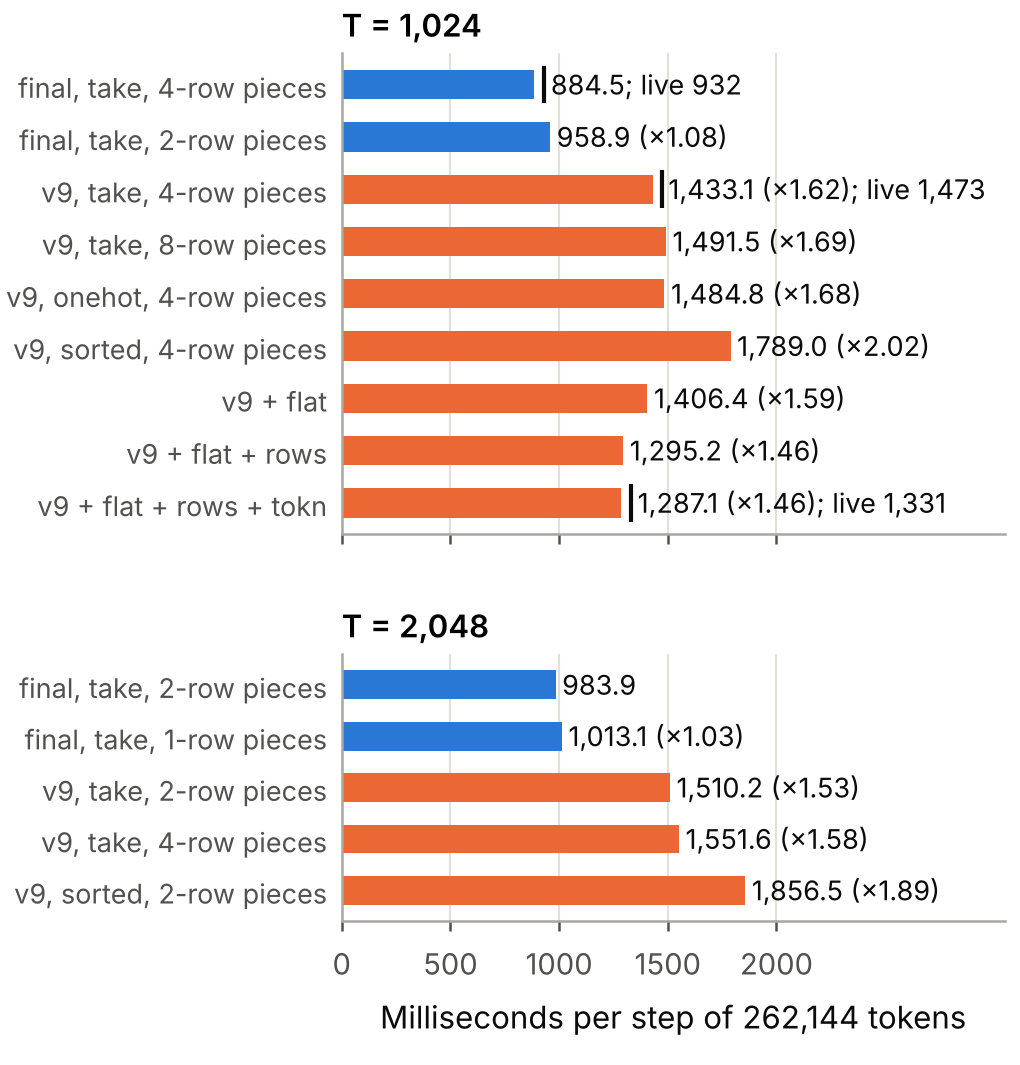 T = 1,024
final, take, 4-row pieces 884.5; live 932
final, take, 2-row pieces 958.9 (×1.08)
v9, take, 4-row pieces 1,433.1 (×1.62); live 1,473
v9, take, 8-row pieces 1,491.5 (×1.69)
v9, onehot, 4-row pieces 1,484.8 (×1.68)
v9, sorted, 4-row pieces 1,789.0 (×2.02)
v9 + flat 1,406.4 (×1.59)
v9 + flat + rows 1,295.2 (×1.46)
v9 + flat + rows + tokn 1,287.1 (×1.46); live 1,331
T = 2,048
final, take, 2-row pieces 983.9
final, take, 1-row pieces 1,013.1 (×1.03)
v9, take, 2-row pieces 1,510.2 (×1.53)
v9, take, 4-row pieces 1,551.6 (×1.58)
v9, sorted, 2-row pieces 1,856.5 (×1.89)
0 500 1000 1500 2000
Milliseconds per step of 262,144 tokens